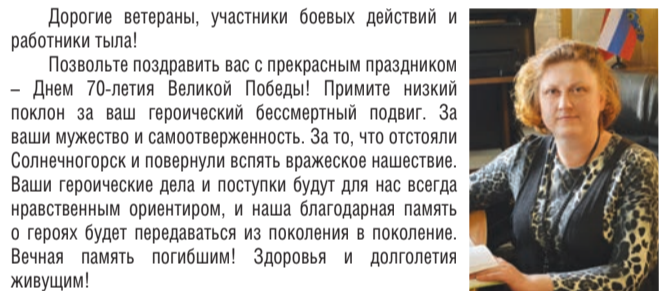 Дорогие ветераны, участники боевых действий и
работники тыла!
Позвольте поздравить вас с прекрасным праздником
– Днем 70-летия Великой Победы! Примите низкий
поклон за ваш героический бессмертный подвиг. За
ваши мужество и самоотверженность. За то, что отстояли
Солнечногорск и повернули вспять вражеское нашествие.
Ваши героические дела и поступки будут для нас всегда
нравственным ориентиром, и наша благодарная память
о героях будет передаваться из поколения в поколение.
Вечная память погибшим! Здоровья и долголетия
живущим!